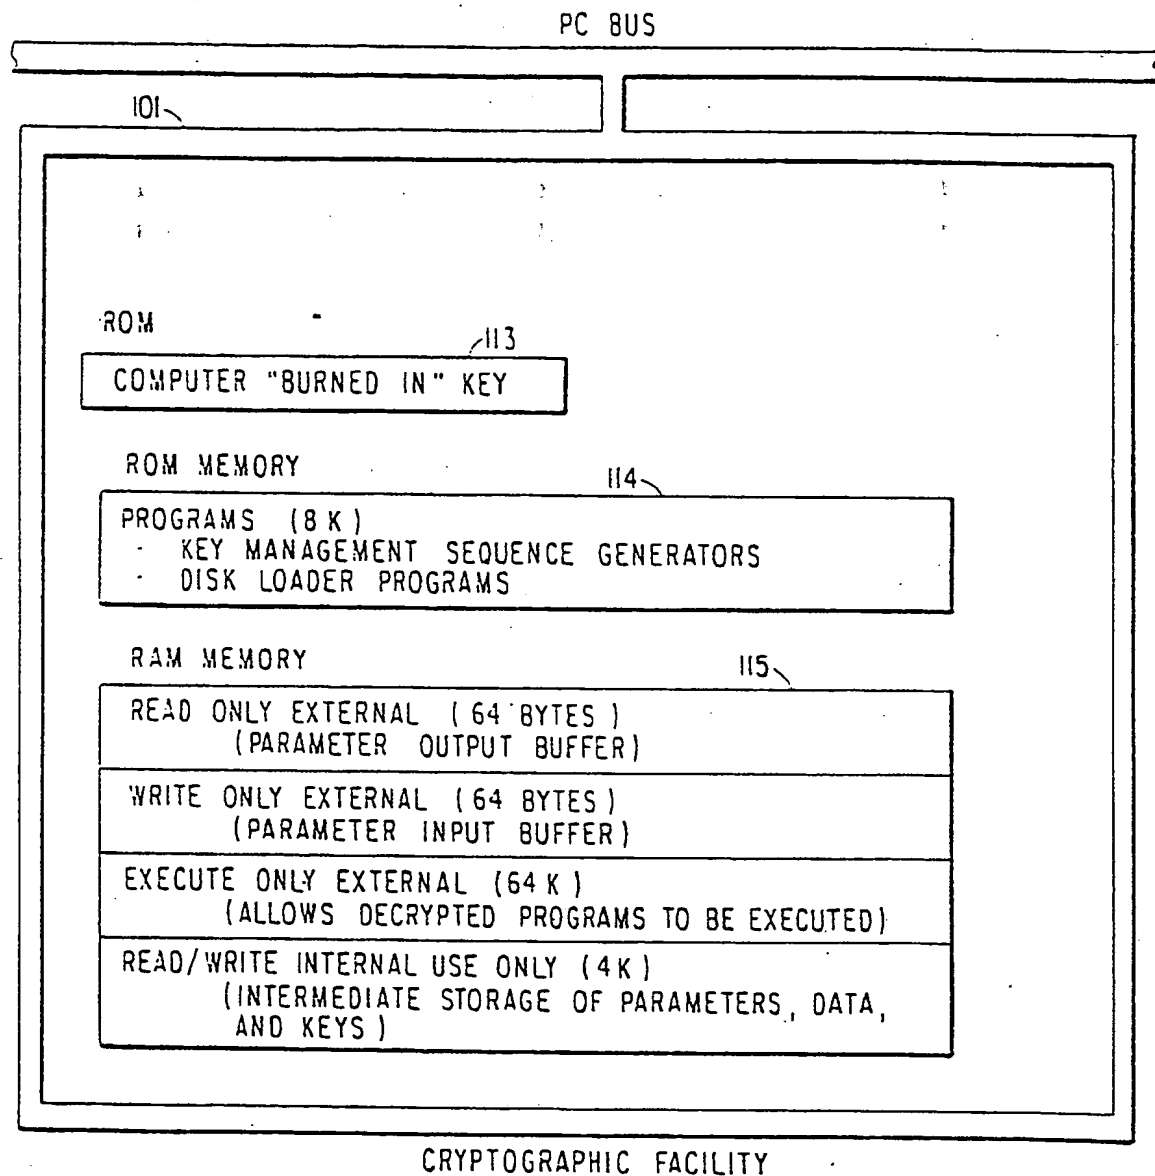 PC BUS
101
ROM
113
COMPUTER "BURNED IN" KEY
ROM MEMORY
114
PROGRAMS (8K)
· KEY MANAGEMENT SEQUENCE GENERATORS
· DISK LOADER PROGRAMS
RAM MEMORY
115
READ ONLY EXTERNAL (64 BYTES)
(PARAMETER OUTPUT BUFFER)
WRITE ONLY EXTERNAL (64 BYTES)
(PARAMETER INPUT BUFFER)
EXECUTE ONLY EXTERNAL (64K)
(ALLOWS DECRYPTED PROGRAMS TO BE EXECUTED)
READ/WRITE INTERNAL USE ONLY (4K)
(INTERMEDIATE STORAGE OF PARAMETERS, DATA,
AND KEYS)
CRYPTOGRAPHIC FACILITY